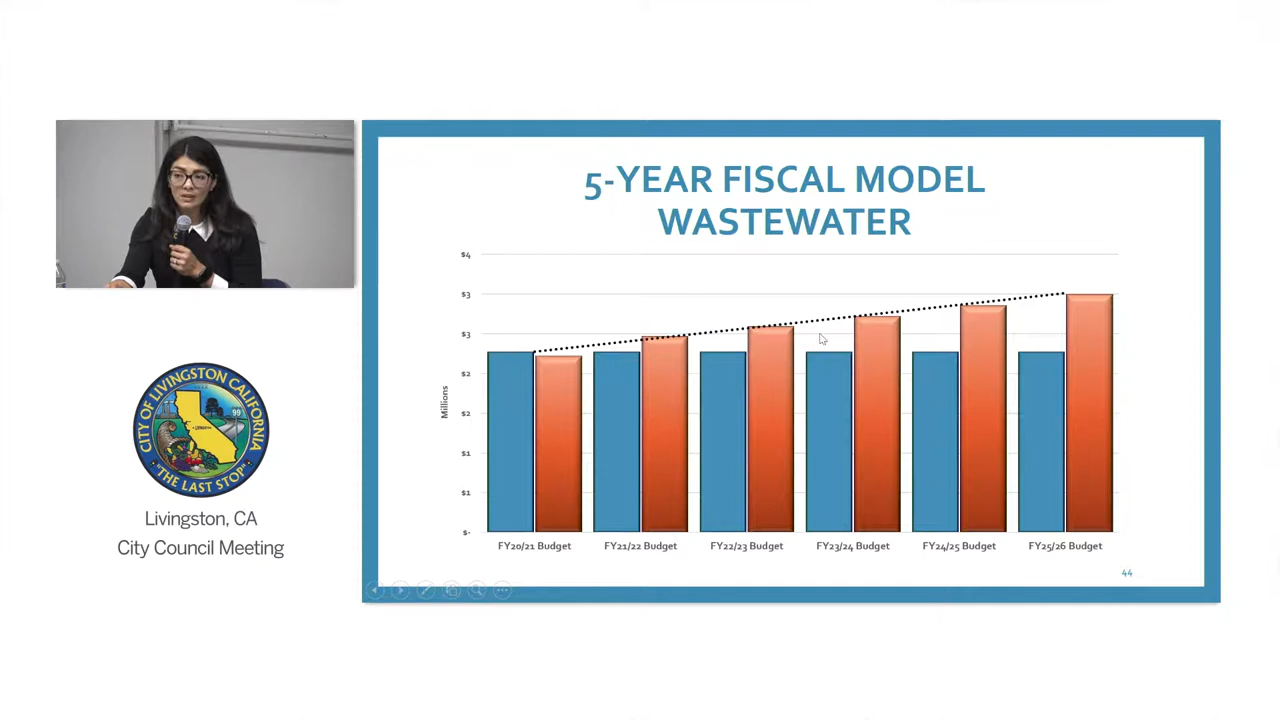 5-YEAR FISCAL MODEL
WASTEWATER
$4
$3
$3
$2
$2
$1
$1
$-
Millions
FY20/21 Budget
FY21/22 Budget
FY22/23 Budget
FY23/24 Budget
FY24/25 Budget
FY25/26 Budget
44
CITY OF LIVINGSTON CALIFORNIA
99
"THE LAST STOP"
Livingston, CA
City Council Meeting